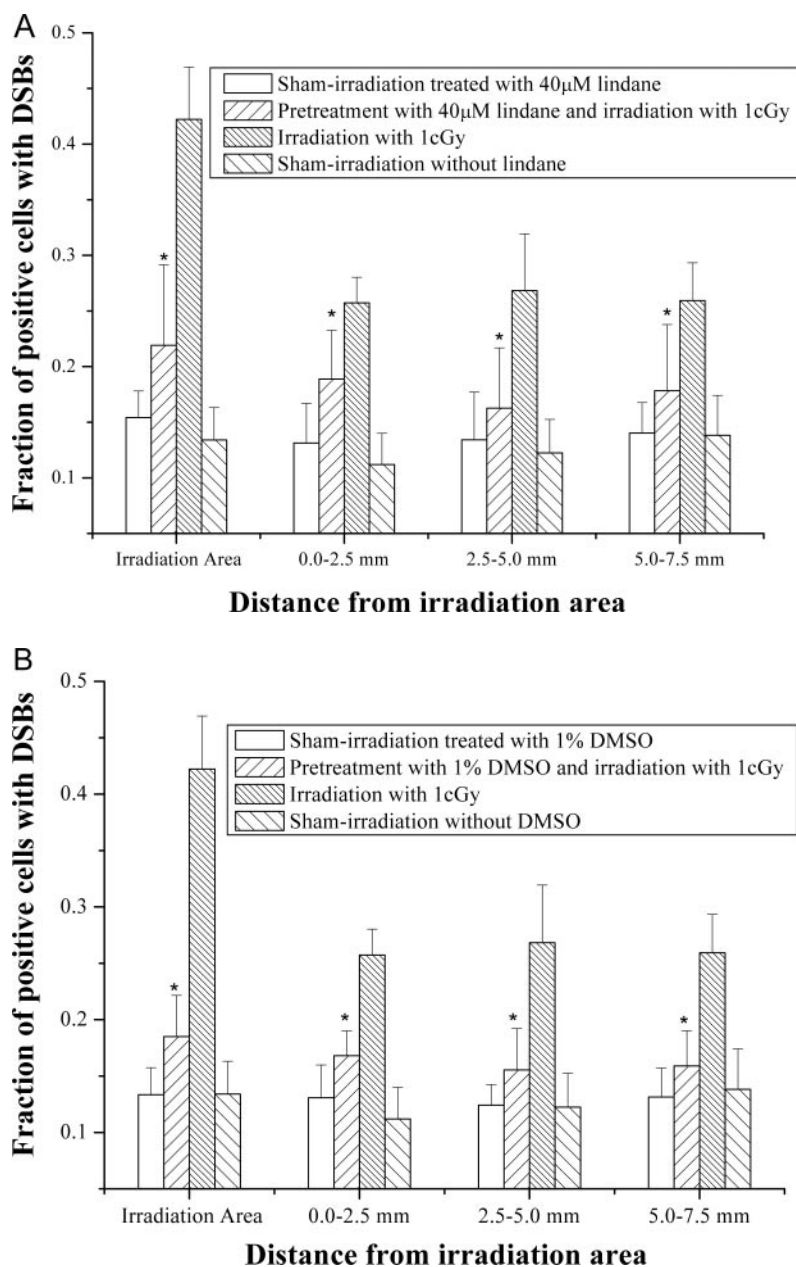 A
0.5
0.4
0.3
0.2
0.1
Fraction of positive cells with DSBs
Sham-irradiation treated with 40μM lindane
Pretreatment with 40μM lindane and irradiation with 1cGy
Irradiation with 1cGy
Sham-irradiation without lindane
* * * *
Irradiation Area 0.0-2.5 mm 2.5-5.0 mm 5.0-7.5 mm
Distance from irradiation area
B
0.5
0.4
0.3
0.2
0.1
Fraction of positive cells with DSBs
Sham-irradiation treated with 1% DMSO
Pretreatment with 1% DMSO and irradiation with 1cGy
Irradiation with 1cGy
Sham-irradiation without DMSO
* * * *
Irradiation Area 0.0-2.5 mm 2.5-5.0 mm 5.0-7.5 mm
Distance from irradiation area